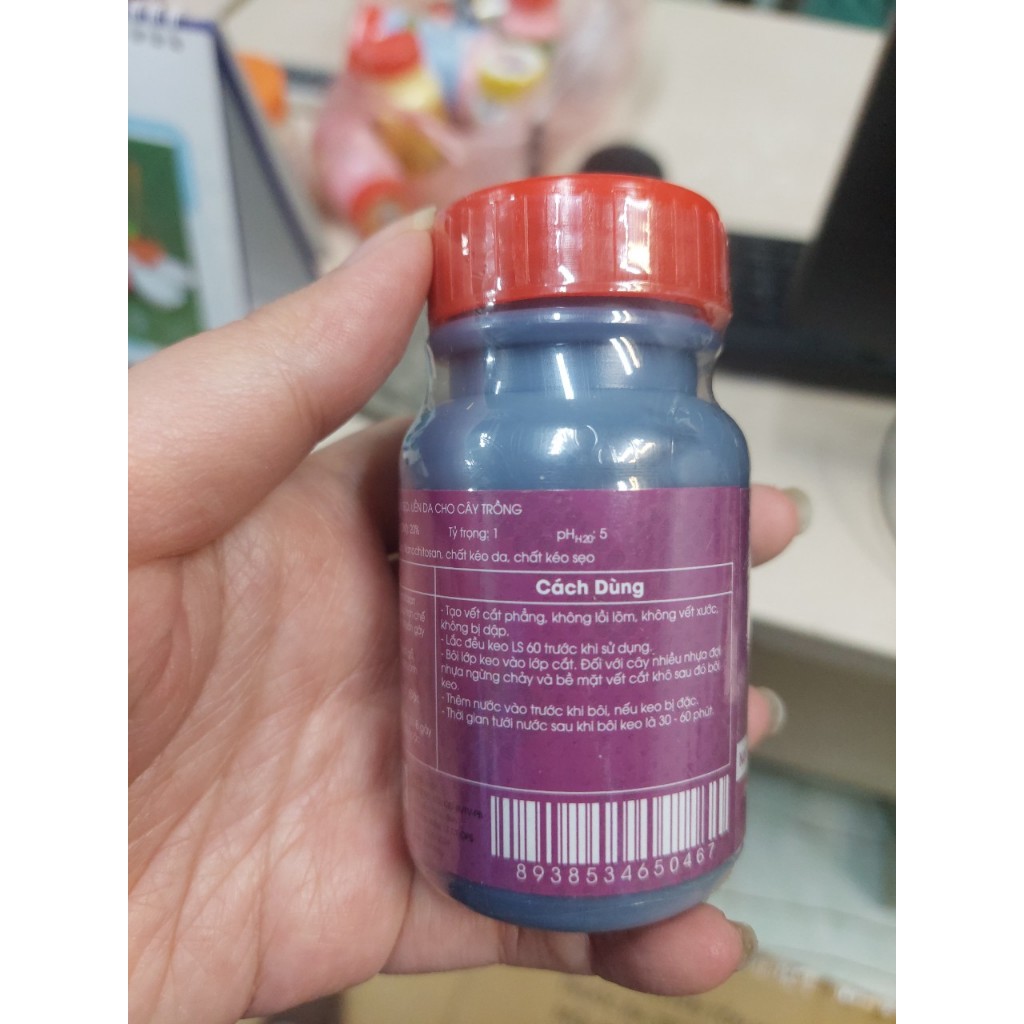 LIỀN DA CHO CÂY TRỒNG
20% Tỷ trọng: 1 pHH20: 5
chất kéo da, chất kéo sẹo
Cách Dùng
- Tạo vết cắt phẳng, không lồi lõm, không vết xước,
không bị dập.
- Lắc đều keo LS 60 trước khi sử dụng.
- Bôi lớp keo vào lớp cắt. Đối với cây nhiều nhựa đợi
nhựa ngừng chảy và bề mặt vết cắt khô sau đó bôi
keo.
- Thêm nước vào trước khi bôi, nếu keo bị đặc.
- Thời gian tưới nước sau khi bôi keo là 30 - 60 phút.
8938534650467